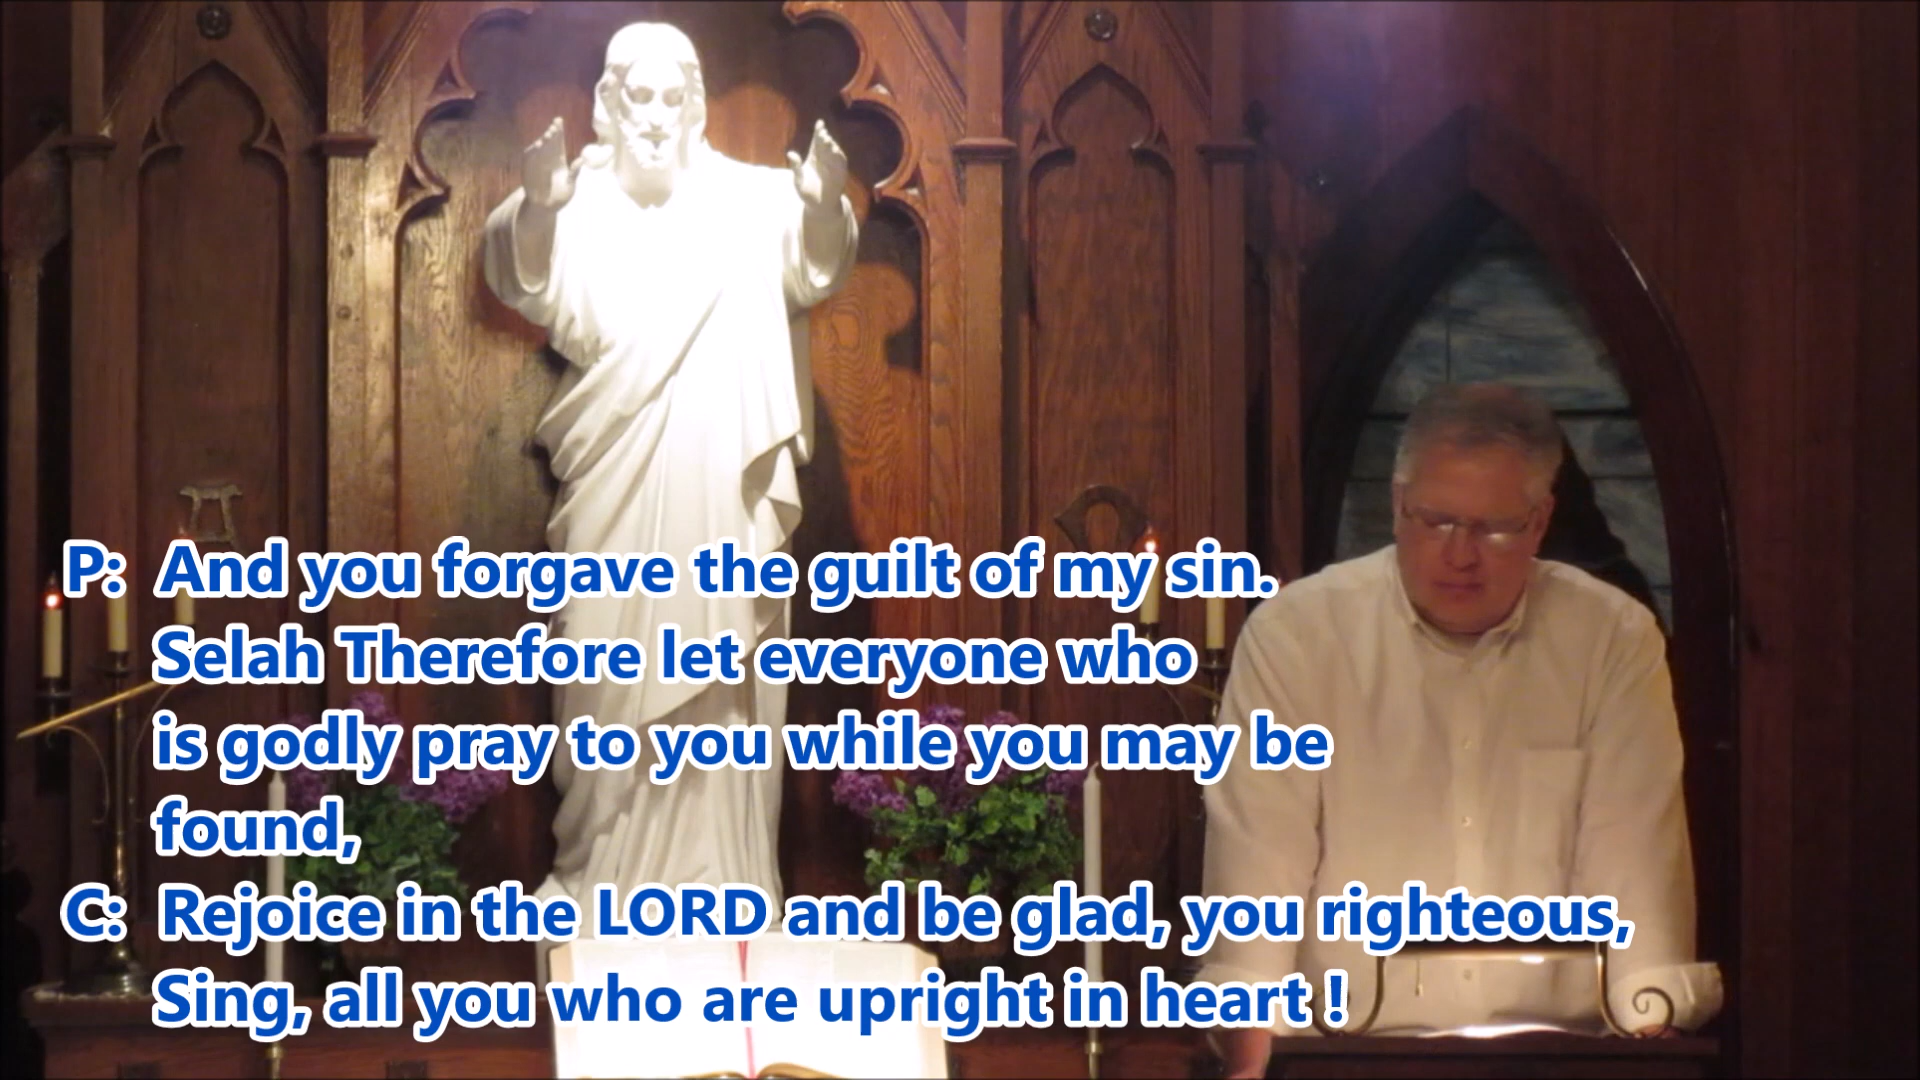 P: And you forgave the guilt of my sin.
Selah Therefore let everyone who
is godly pray to you while you may be
found,
C: Rejoice in the LORD and be glad, you righteous,
Sing, all you who are upright in heart !